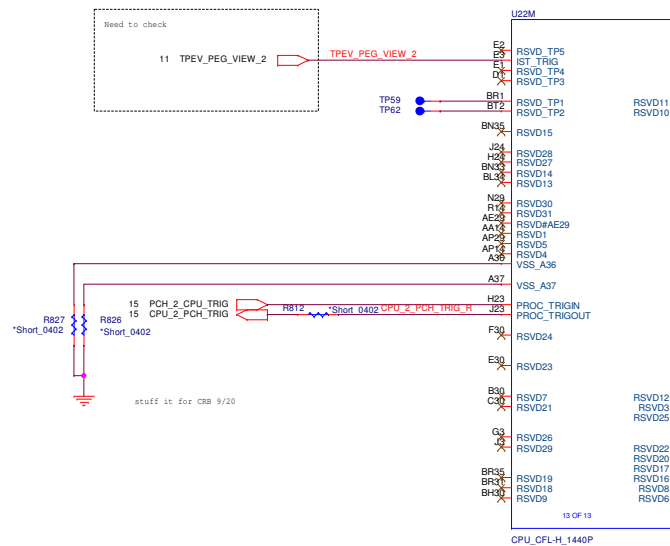 U22M
Need to check
11 TPEV_PEG_VIEW_2
TPEV_PEG_VIEW_2
E2 RSVD_TP5
E3 IST_TRIG
E1 RSVD_TP4
D1 RSVD_TP3
TP59 BR1 RSVD_TP1 RSVD11
TP62 BT2 RSVD_TP2 RSVD10
BN35 RSVD15
J24 RSVD28
H24 RSVD27
BN33 RSVD14
BL34 RSVD13
N29 RSVD30
R14 RSVD31
AE29 RSVD#AE29
AA14 RSVD1
AP29 RSVD5
AP14 RSVD4
A36 VSS_A36
A37 VSS_A37
15 PCH_2_CPU_TRIG H23 PROC_TRIGIN
15 CPU_2_PCH_TRIG R812 *Short_0402 CPU_2_PCH_TRIG_R J23 PROC_TRIGOUT
R827 R826
*Short_0402 *Short_0402
F30 RSVD24
E30 RSVD23
B30 RSVD7 RSVD12
C30 RSVD21 RSVD3
RSVD25
stuff it for CRB 9/20
G3 RSVD26
J3 RSVD29 RSVD22
RSVD20
RSVD17
BR35 RSVD19 RSVD16
BR31 RSVD18 RSVD8
BH30 RSVD9 RSVD6
13 OF 13
CPU_CFL-H_1440P